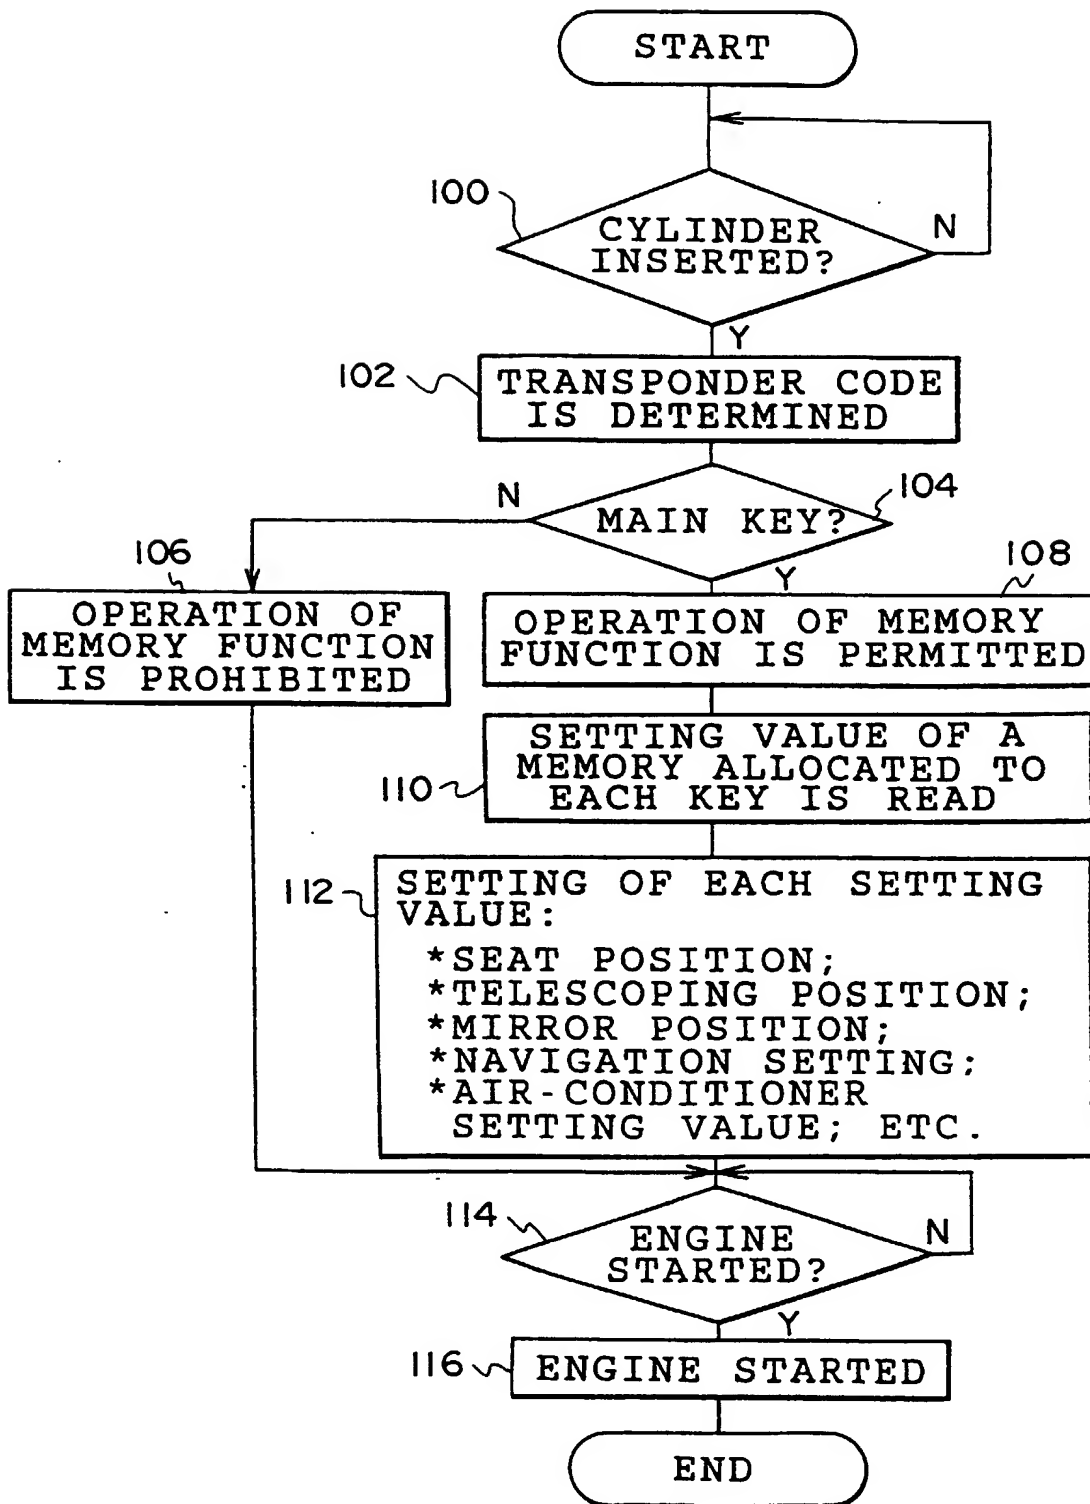 START
100
CYLINDER
INSERTED?
N
Y
102
TRANSPONDER CODE
IS DETERMINED
N
MAIN KEY?
104
Y
106
OPERATION OF
MEMORY FUNCTION
IS PROHIBITED
108
OPERATION OF MEMORY
FUNCTION IS PERMITTED
110
SETTING VALUE OF A
MEMORY ALLOCATED TO
EACH KEY IS READ
112
SETTING OF EACH SETTING
VALUE:
*SEAT POSITION;
*TELESCOPING POSITION;
*MIRROR POSITION;
*NAVIGATION SETTING;
*AIR-CONDITIONER
SETTING VALUE; ETC.
114
ENGINE
STARTED?
N
Y
116
ENGINE STARTED
END